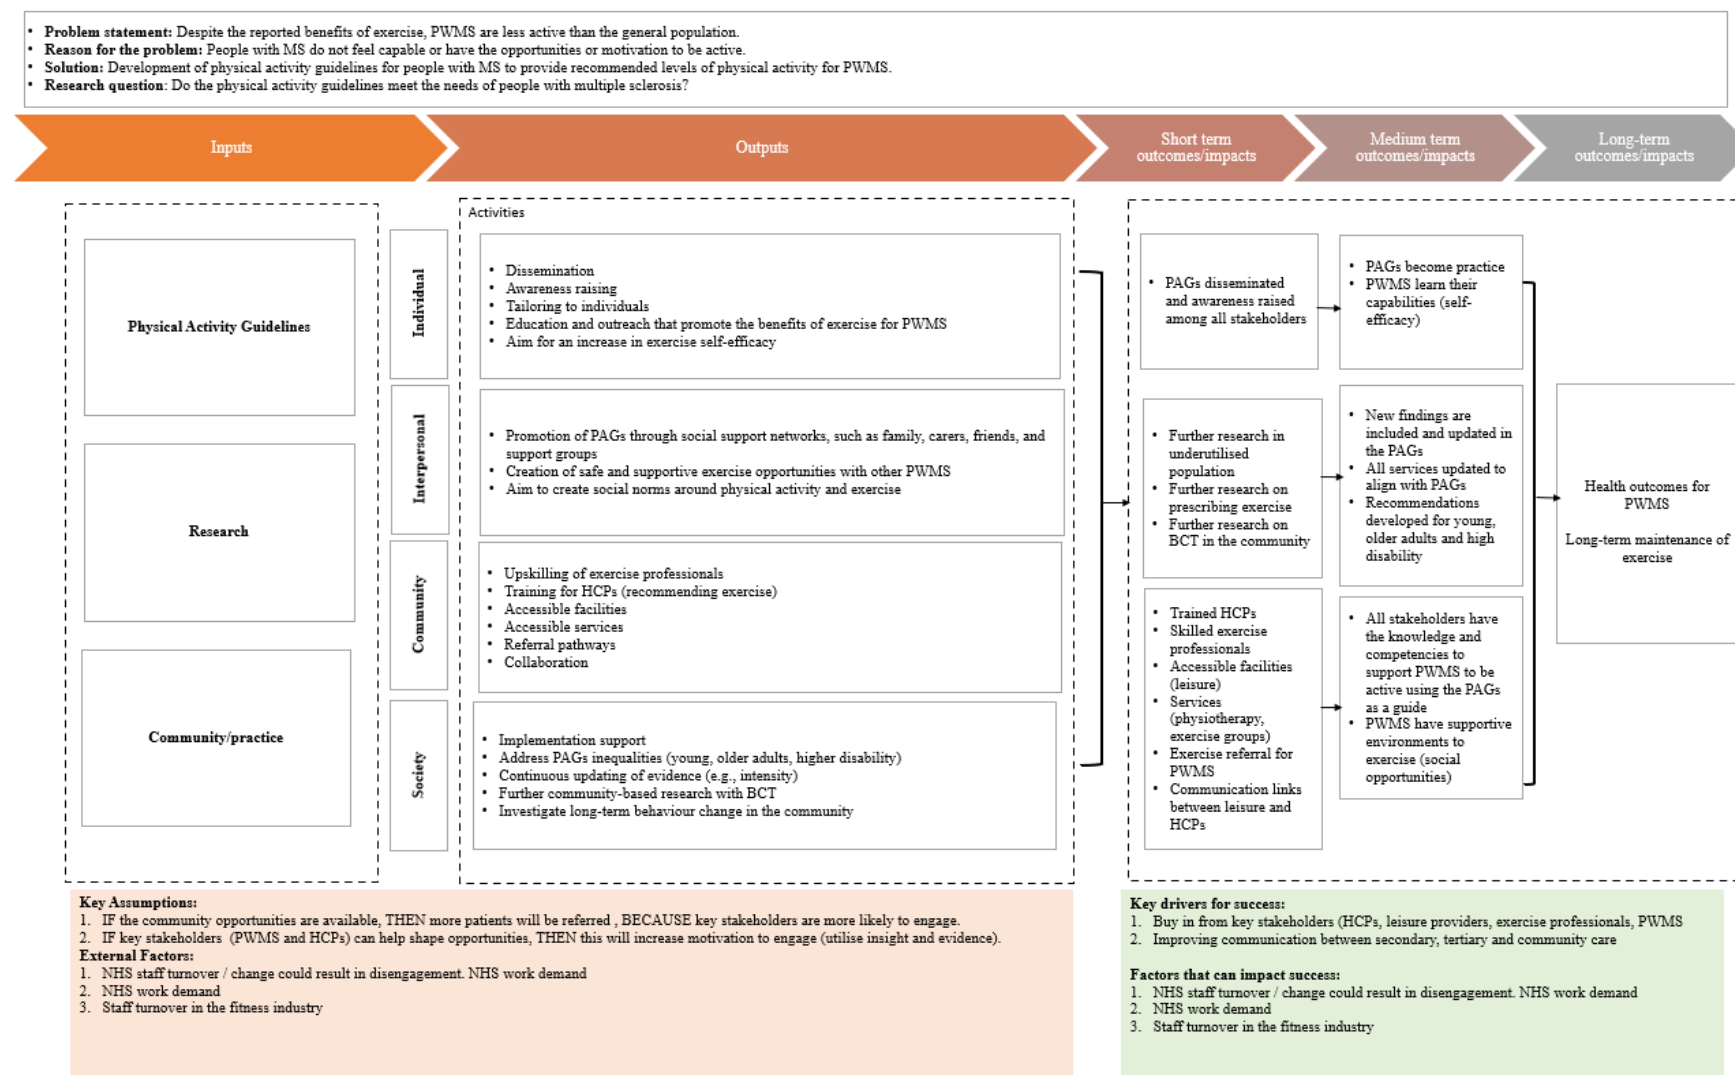 • Problem statement: Despite the reported benefits of exercise, PWMS are less active than the general population.
• Reason for the problem: People with MS do not feel capable or have the opportunities or motivation to be active.
• Solution: Development of physical activity guidelines for people with MS to provide recommended levels of physical activity for PWMS.
• Research question: Do the physical activity guidelines meet the needs of people with multiple sclerosis?
Inputs
Outputs
Short term
outcomes/impacts
Medium term
outcomes/impacts
Long-term
outcomes/impacts
Physical Activity Guidelines
Research
Community/practice
Activities
Individual
• Dissemination
• Awareness raising
• Tailoring to individuals
• Education and outreach that promote the benefits of exercise for PWMS
• Aim for an increase in exercise self-efficacy
Interpersonal
• Promotion of PAGs through social support networks, such as family, carers, friends, and
support groups
• Creation of safe and supportive exercise opportunities with other PWMS
• Aim to create social norms around physical activity and exercise
Community
• Upskilling of exercise professionals
• Training for HCPs (recommending exercise)
• Accessible facilities
• Accessible services
• Referral pathways
• Collaboration
Society
• Implementation support
• Address PAGs inequalities (young, older adults, higher disability)
• Continuous updating of evidence (e.g., intensity)
• Further community-based research with BCT
• Investigate long-term behaviour change in the community
• PAGs disseminated
and awareness raised
among all stakeholders
• Further research in
underutilised
population
• Further research on
prescribing exercise
• Further research on
BCT in the community
• Trained HCPs
• Skilled exercise
professionals
• Accessible facilities
(leisure)
• Services
(physiotherapy,
exercise groups)
• Exercise referral for
PWMS
• Communication links
between leisure and
HCPs
• PAGs become practice
• PWMS learn their
capabilities (self-
efficacy)
• New findings are
included and updated in
the PAGs
• All services updated to
align with PAGs
• Recommendations
developed for young,
older adults and high
disability
• All stakeholders have
the knowledge and
competencies to
support PWMS to be
active using the PAGs
as a guide
• PWMS have supportive
environments to
exercise (social
opportunities)
Health outcomes for
PWMS
Long-term maintenance of
exercise
Key Assumptions:
1. IF the community opportunities are available, THEN more patients will be referred , BECAUSE key stakeholders are more likely to engage.
2. IF key stakeholders (PWMS and HCPs) can help shape opportunities, THEN this will increase motivation to engage (utilise insight and evidence).
External Factors:
1. NHS staff turnover / change could result in disengagement. NHS work demand
2. NHS work demand
3. Staff turnover in the fitness industry
Key drivers for success:
1. Buy in from key stakeholders (HCPs, leisure providers, exercise professionals, PWMS
2. Improving communication between secondary, tertiary and community care
Factors that can impact success:
1. NHS staff turnover / change could result in disengagement. NHS work demand
2. NHS work demand
3. Staff turnover in the fitness industry